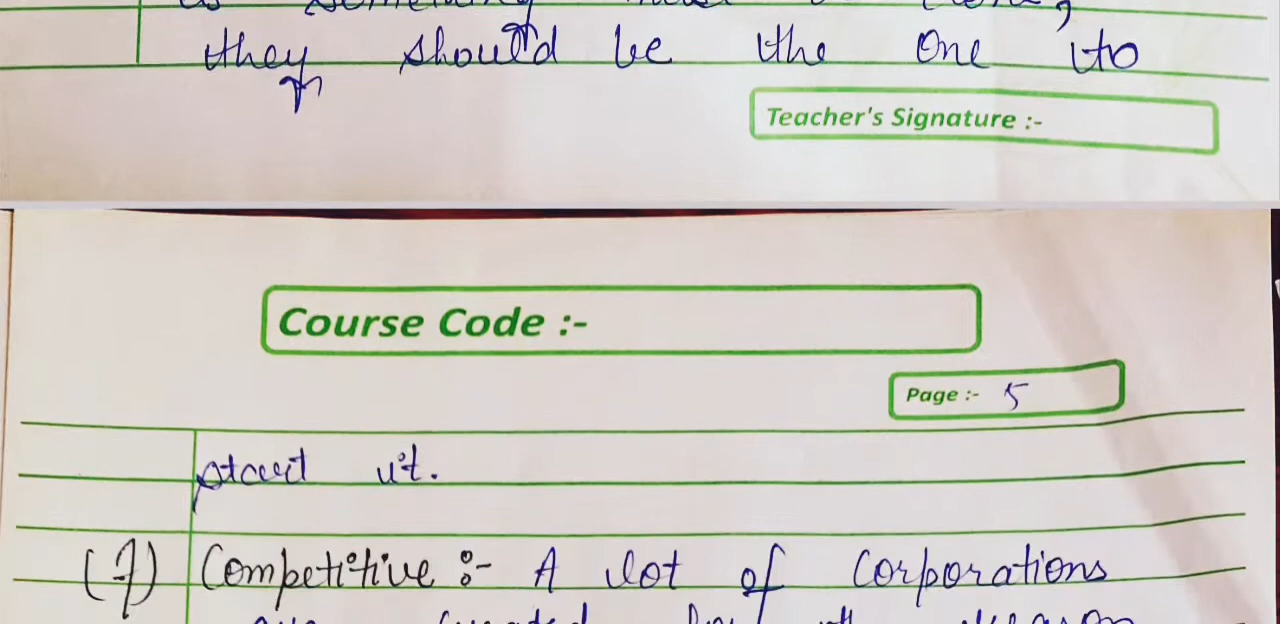 something
they should be the one to
Teacher's Signature :-
Course Code :-
Page :- 5
start it.
(7) Competitive :- A lot of Corporations